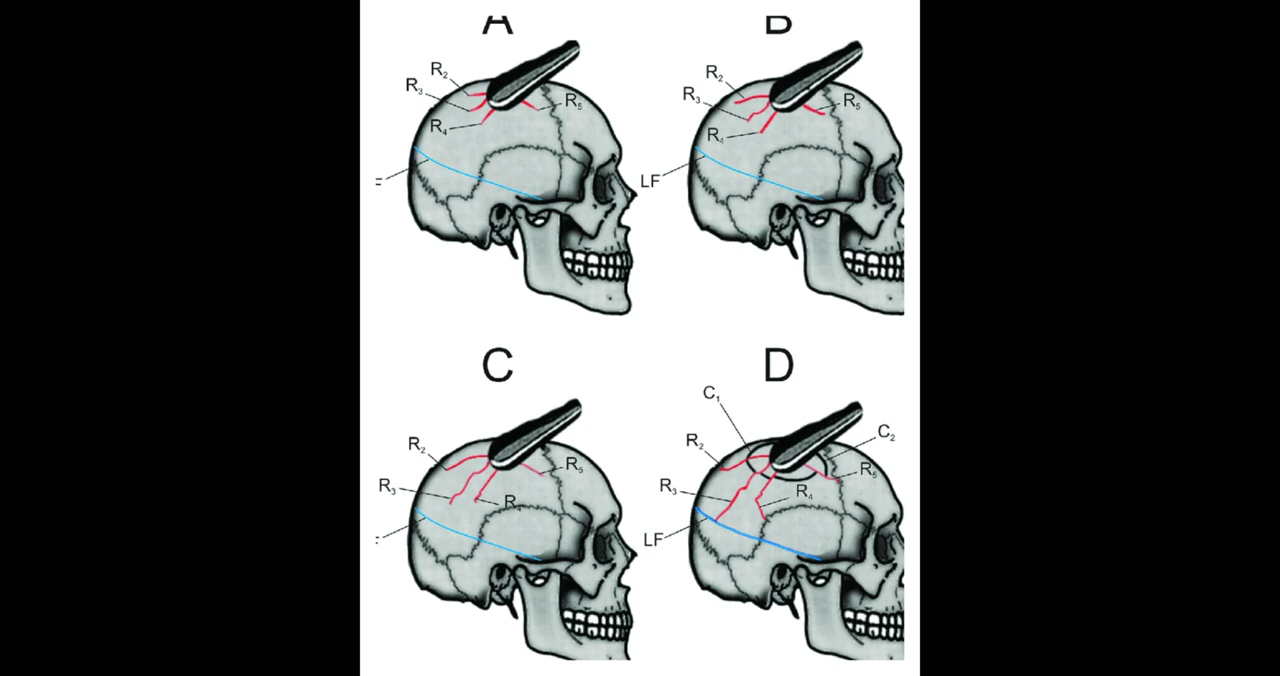 A
B
R₂
R₃
R₄
R₅
R₂
R₃
R₄
R₅
LF
C
D
R₂
R₃
R
R₅
C₁
C₂
R₂
R₃
R₄
R₅
LF